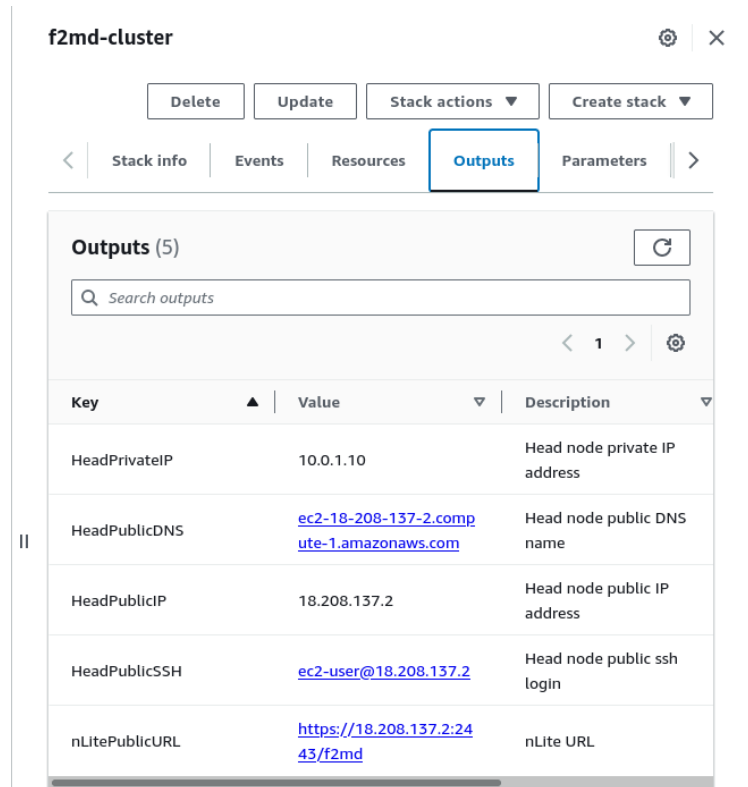 f2md-cluster
Delete
Update
Stack actions
Create stack
Stack info
Events
Resources
Outputs
Parameters
Outputs (5)
Search outputs
1
Key
Value
Description
HeadPrivateIP
10.0.1.10
Head node private IP
address
HeadPublicDNS
ec2-18-208-137-2.comp
ute-1.amazonaws.com
Head node public DNS
name
HeadPublicIP
18.208.137.2
Head node public IP
address
HeadPublicSSH
ec2-user@18.208.137.2
Head node public ssh
login
nLitePublicURL
https://18.208.137.2:24
43/f2md
nLite URL